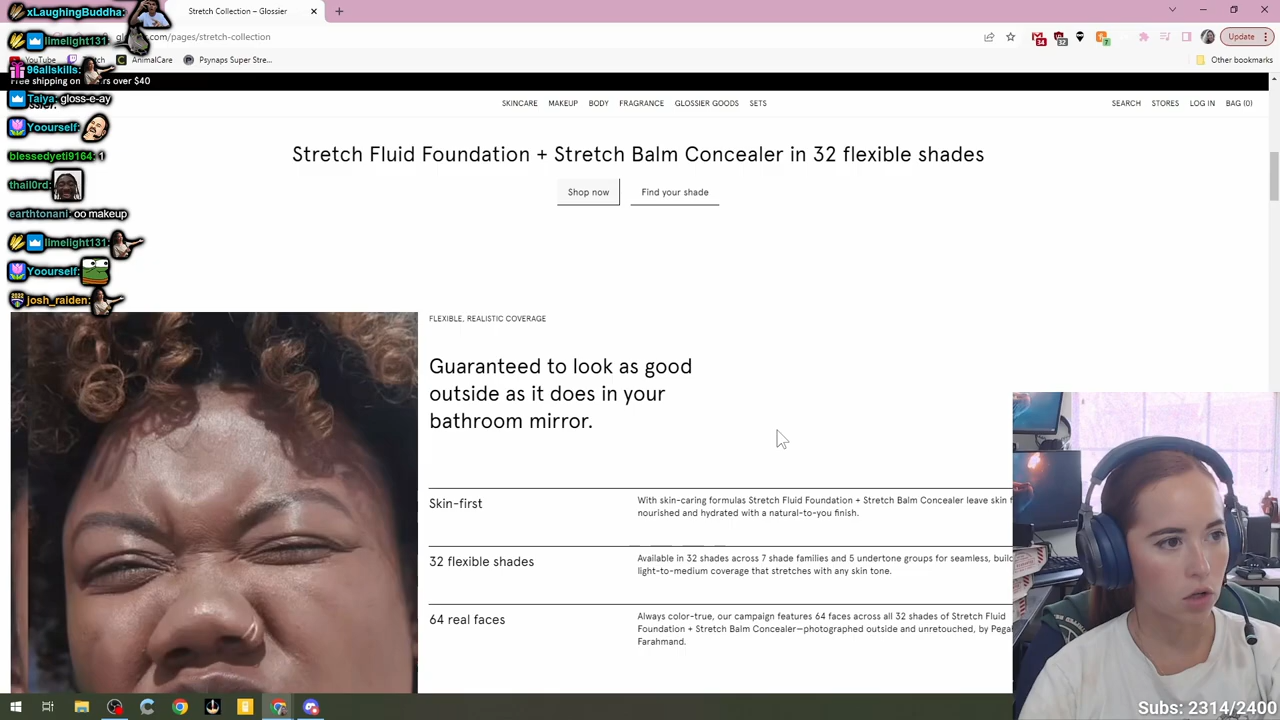 xLaughingBuddha:
limelight131:
96allskills:
Taiya: gloss-e-ay
Yoourself:
blessedyeti9164: 1
thail0rd:
earthtonani: oo makeup
limelight131:
Yoourself:
josh_raiden:
Stretch Collection – Glossier
.com/pages/stretch-collection
Update
YouTube
AnimalCare
Psynaps Super Stre...
Other bookmarks
Free shipping on
rs over $40
SKINCARE MAKEUP BODY FRAGRANCE GLOSSIER GOODS SETS
SEARCH STORES LOG IN BAG (0)
Stretch Fluid Foundation + Stretch Balm Concealer in 32 flexible shades
Shop now Find your shade
FLEXIBLE, REALISTIC COVERAGE
Guaranteed to look as good
outside as it does in your
bathroom mirror.
Skin-first
With skin-caring formulas Stretch Fluid Foundation + Stretch Balm Concealer leave skin f
nourished and hydrated with a natural-to-you finish.
32 flexible shades
Available in 32 shades across 7 shade families and 5 undertone groups for seamless, build
light-to-medium coverage that stretches with any skin tone.
64 real faces
Always color-true, our campaign features 64 faces across all 32 shades of Stretch Fluid
Foundation + Stretch Balm Concealer—photographed outside and unretouched, by Pega
Farahmand.
Subs: 2314/2400